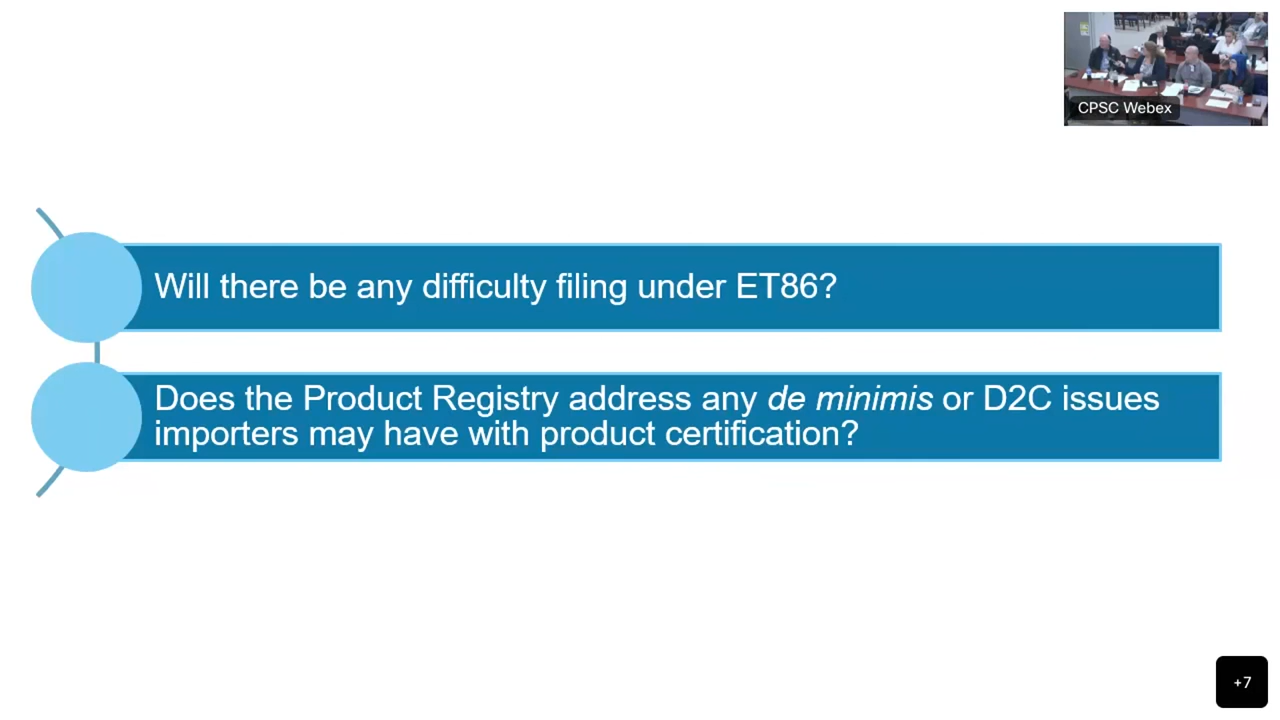 CPSC Webex
Will there be any difficulty filing under ET86?
Does the Product Registry address any de minimis or D2C issues
importers may have with product certification?
+7